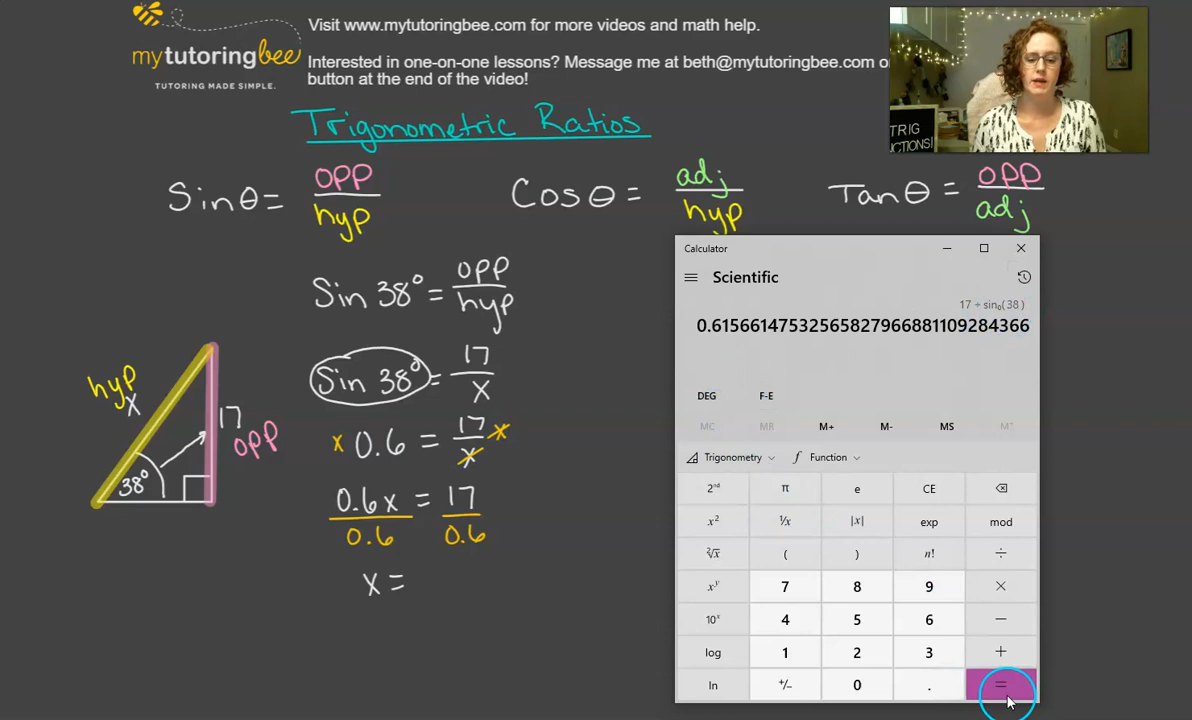 Visit www.mytutoringbee.com for more videos and math help.
mytutoringbee
TUTORING MADE SIMPLE.
Interested in one-on-one lessons? Message me at beth@mytutoringbee.com o
button at the end of the video!
TRIG
NCTIONS!
Trigonometric Ratios
Sinθ = opp/hyp
Cosθ = adj/hyp
Tanθ = opp/adj
Sin 38° = opp/hyp
Sin 38° = 17/x
x 0.6 = 17/x x
0.6x = 17
0.6 0.6
x =
hyp
x
17
opp
38°
Calculator
Scientific
17 ÷ sin₀( 38 )
0.61566147532565827966881109284366
DEG F-E
MC MR M+ M- MS M˅
Trigonometry Function
2ⁿᵈ π e CE
x² ¹/x |x| exp mod
²√x ( ) n! ÷
xʸ 7 8 9 ×
10ˣ 4 5 6 −
log 1 2 3 +
ln +/− 0 . =